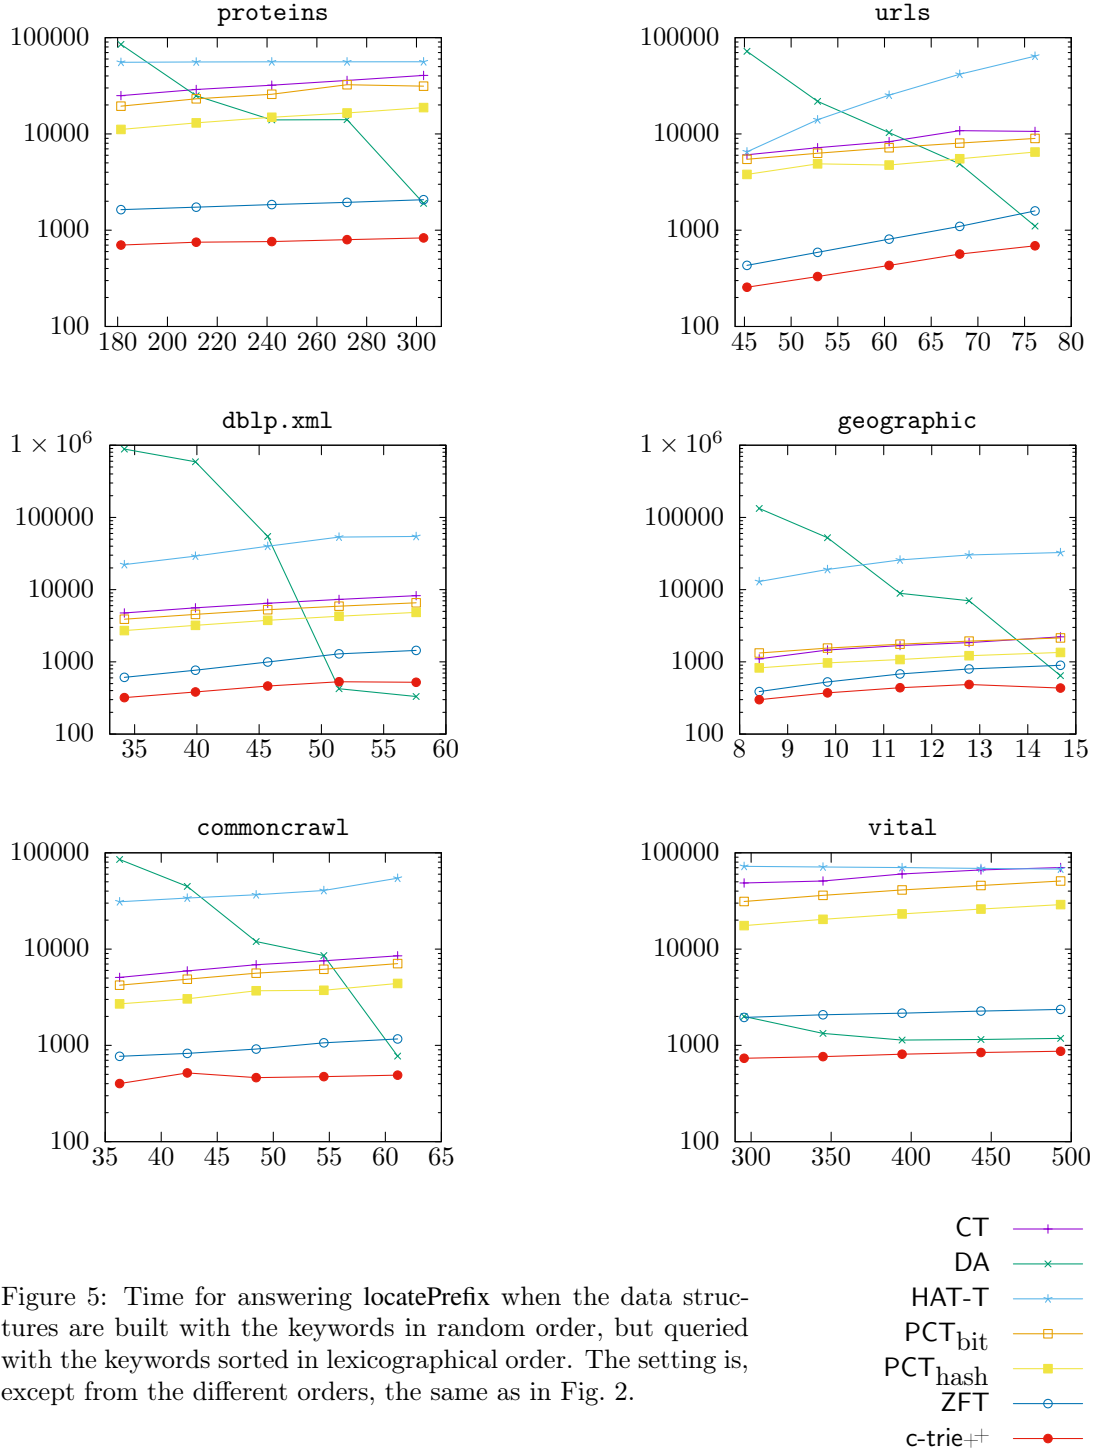 proteins
100000
10000
1000
100
180 200 220 240 260 280 300
urls
100000
10000
1000
100
45 50 55 60 65 70 75 80
dblp.xml
1 × 10⁶
100000
10000
1000
100
35 40 45 50 55 60
geographic
1 × 10⁶
100000
10000
1000
100
8 9 10 11 12 13 14 15
commoncrawl
100000
10000
1000
100
35 40 45 50 55 60 65
vital
100000
10000
1000
100
300 350 400 450 500
CT
DA
HAT-T
PCT_bit
PCT_hash
ZFT
c-trie++
Figure 5: Time for answering locatePrefix when the data struc-
tures are built with the keywords in random order, but queried
with the keywords sorted in lexicographical order. The setting is,
except from the different orders, the same as in Fig. 2.